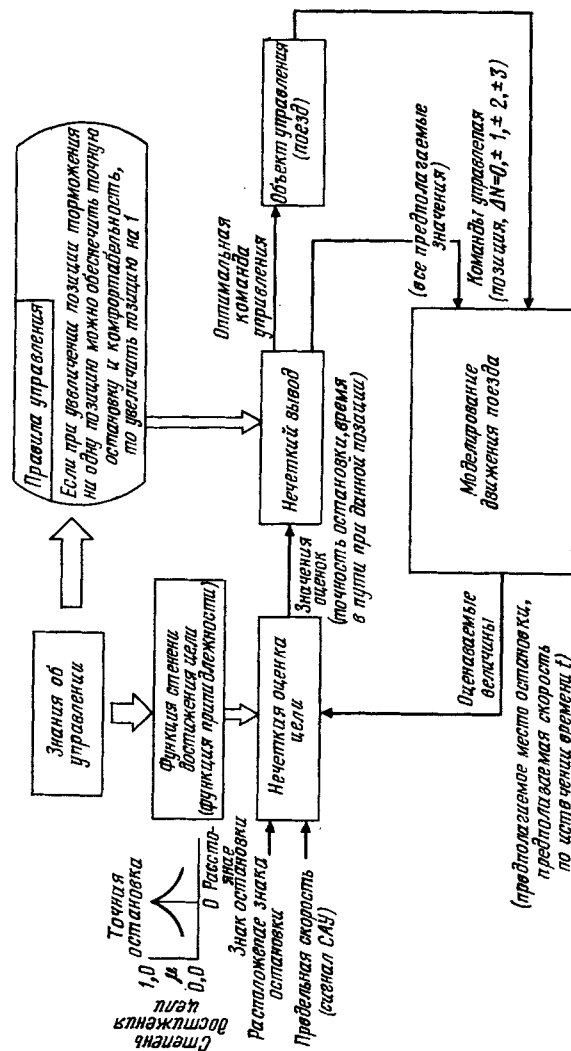 Знания об
управлении
Правила управления
Если при увеличении позиции торможения
на одну позицию можно обеспечить точную
остановку и комфортабельность,
то увеличить позицию на 1
Степень
достижения
цели
Точная
остановка
1,0
μ
0,0
0 Рассто-
яние
Знак остановки
Функция степени
достижения цели
(функция принадлежности)
Расположение знака
остановки
Предельная скорость
(сигнал САУ)
Нечеткая оценка
цели
Значения
оценок
(точность остановки, время
в пути при данной позиции)
Нечеткий вывод
Оптимальная
команда
управления
Объект управления
(поезд)
Оцениваемые
величины
(предполагаемое место остановки,
предполагаемая скорость
по истечении времени t)
Моделирование
движения поезда
(все предполагаемые
значения)
Команды управления
(позиция, ΔN=0, ± 1, ± 2, ± 3)